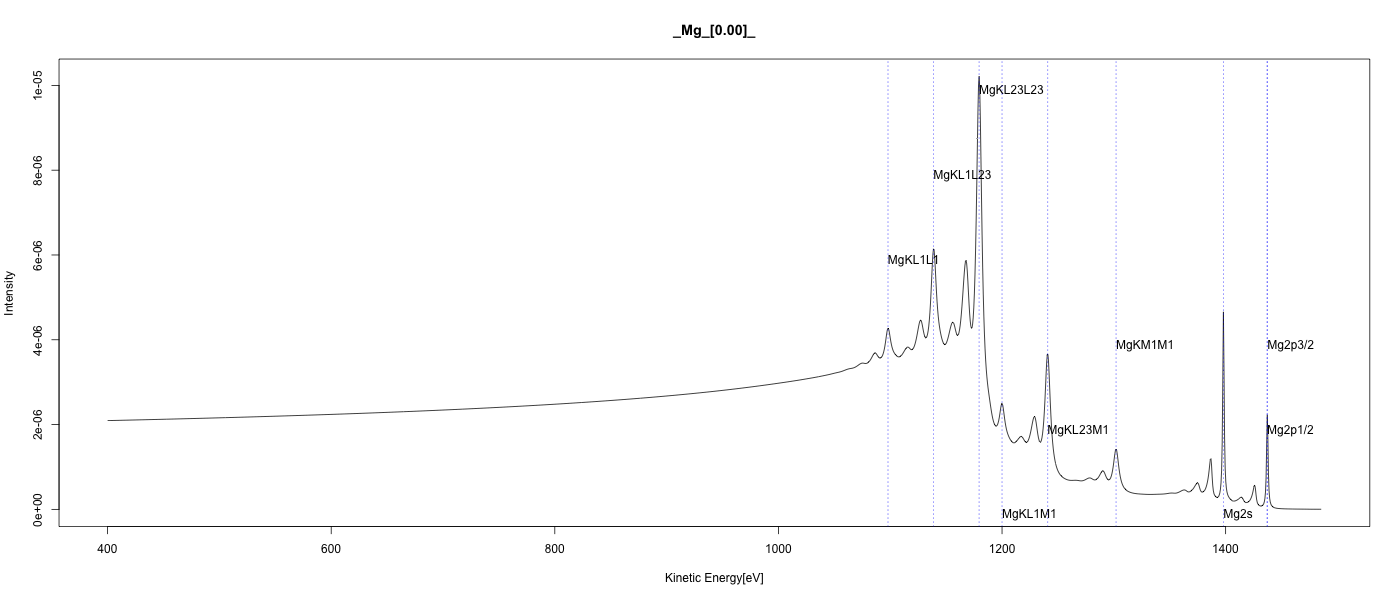 _Mg_[0.00]_
1e-05
8e-06
6e-06
4e-06
2e-06
0e+00
Intensity
MgKL23L23
MgKL1L23
MgKL1L1
MgKM1M1
Mg2p3/2
MgKL23M1
Mg2p1/2
MgKL1M1
Mg2s
400 600 800 1000 1200 1400
Kinetic Energy[eV]